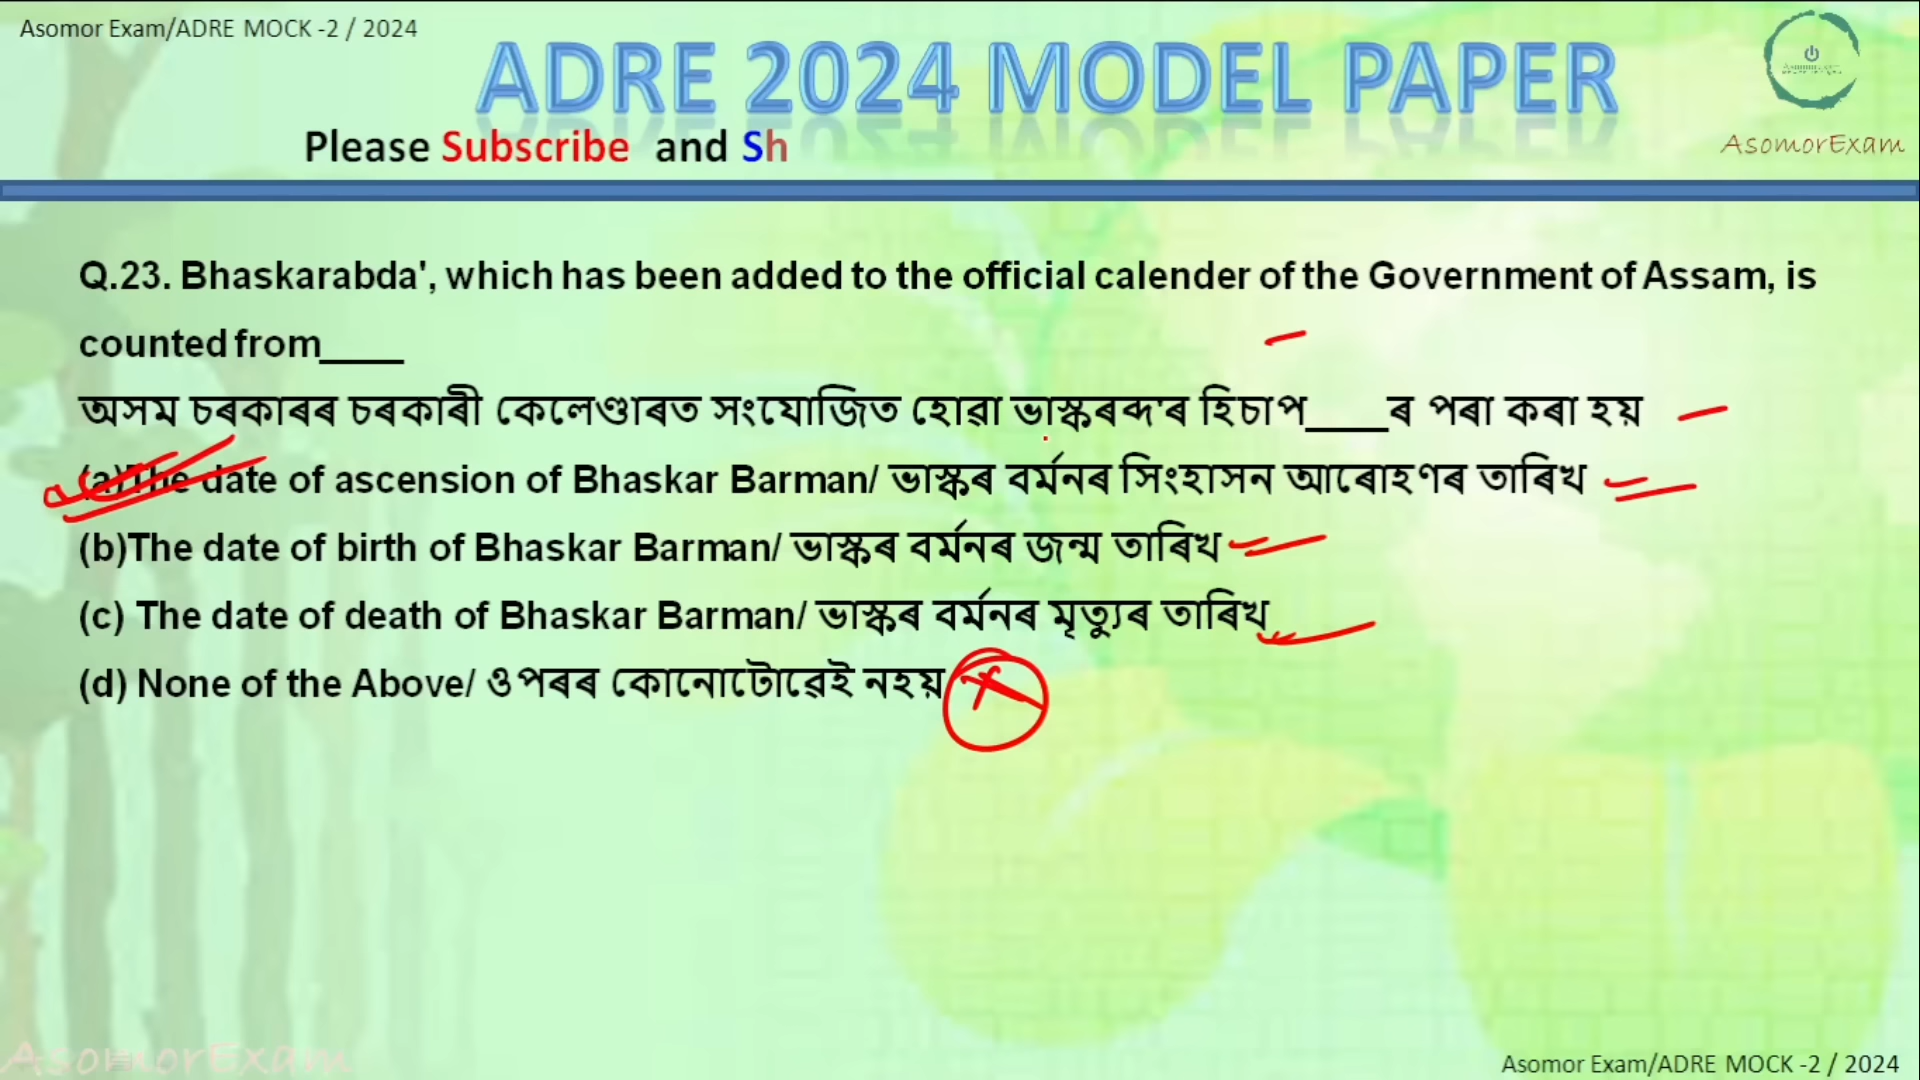 Asomor Exam/ADRE MOCK -2 / 2024
ADRE 2024 MODEL PAPER
Please Subscribe and Sh
AsomorExam
Q.23. Bhaskarabda', which has been added to the official calender of the Government of Assam, is
counted from____
অসম চৰকাৰৰ চৰকাৰী কেলেণ্ডাৰত সংযোজিত হোৱা ভাস্কৰব্দ'ৰ হিচাপ____ৰ পৰা কৰা হয়
(a)The date of ascension of Bhaskar Barman/ ভাস্কৰ বৰ্মনৰ সিংহাসন আৰোহণৰ তাৰিখ
(b)The date of birth of Bhaskar Barman/ ভাস্কৰ বৰ্মনৰ জন্ম তাৰিখ
(c) The date of death of Bhaskar Barman/ ভাস্কৰ বৰ্মনৰ মৃত্যুৰ তাৰিখ
(d) None of the Above/ ওপৰৰ কোনোটোৱেই নহয়
AsomorExam
Asomor Exam/ADRE MOCK -2 / 2024